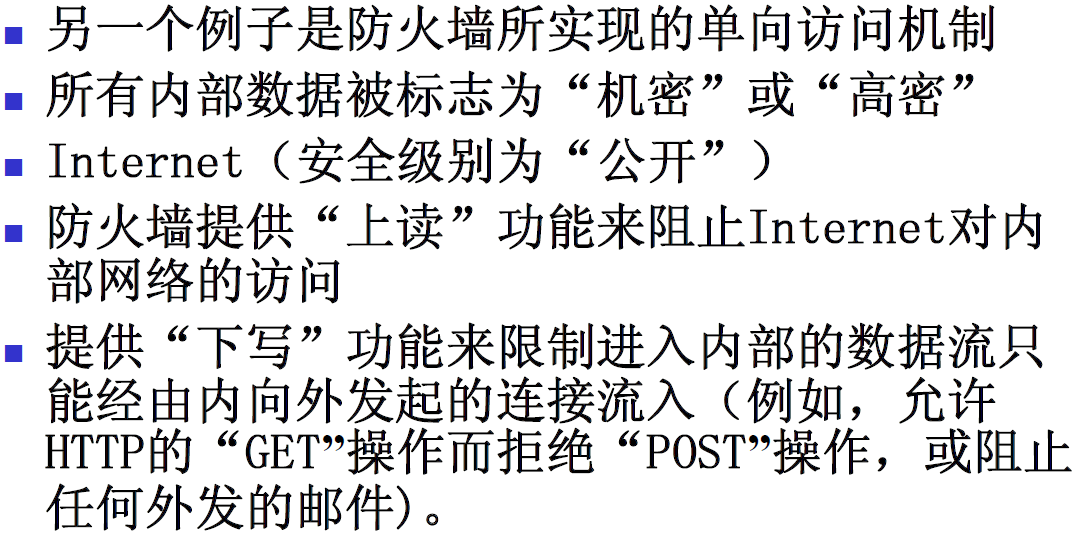 另一个例子是防火墙所实现的单向访问机制
所有内部数据被标志为“机密”或“高密”
Internet（安全级别为“公开”）
防火墙提供“上读”功能来阻止Internet对内
部网络的访问
提供“下写”功能来限制进入内部的数据流只
能经由内向外发起的连接流入（例如，允许
HTTP的“GET”操作而拒绝“POST”操作，或阻止
任何外发的邮件)。